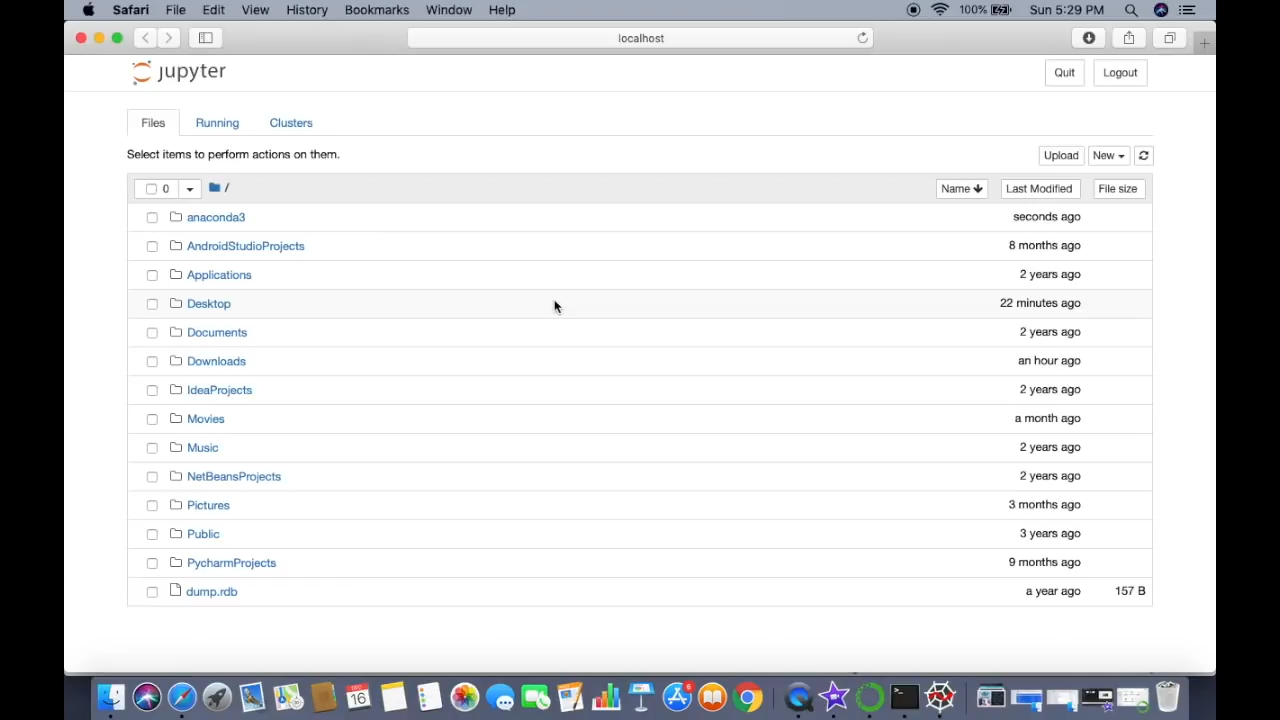 Safari File Edit View History Bookmarks Window Help 100% Sun 5:29 PM
localhost
jupyter Quit Logout
Files Running Clusters
Select items to perform actions on them. Upload New
0 / Name Last Modified File size
anaconda3 seconds ago
AndroidStudioProjects 8 months ago
Applications 2 years ago
Desktop 22 minutes ago
Documents 2 years ago
Downloads an hour ago
IdeaProjects 2 years ago
Movies a month ago
Music 2 years ago
NetBeansProjects 2 years ago
Pictures 3 months ago
Public 3 years ago
PycharmProjects 9 months ago
dump.rdb a year ago 157 B
16
6